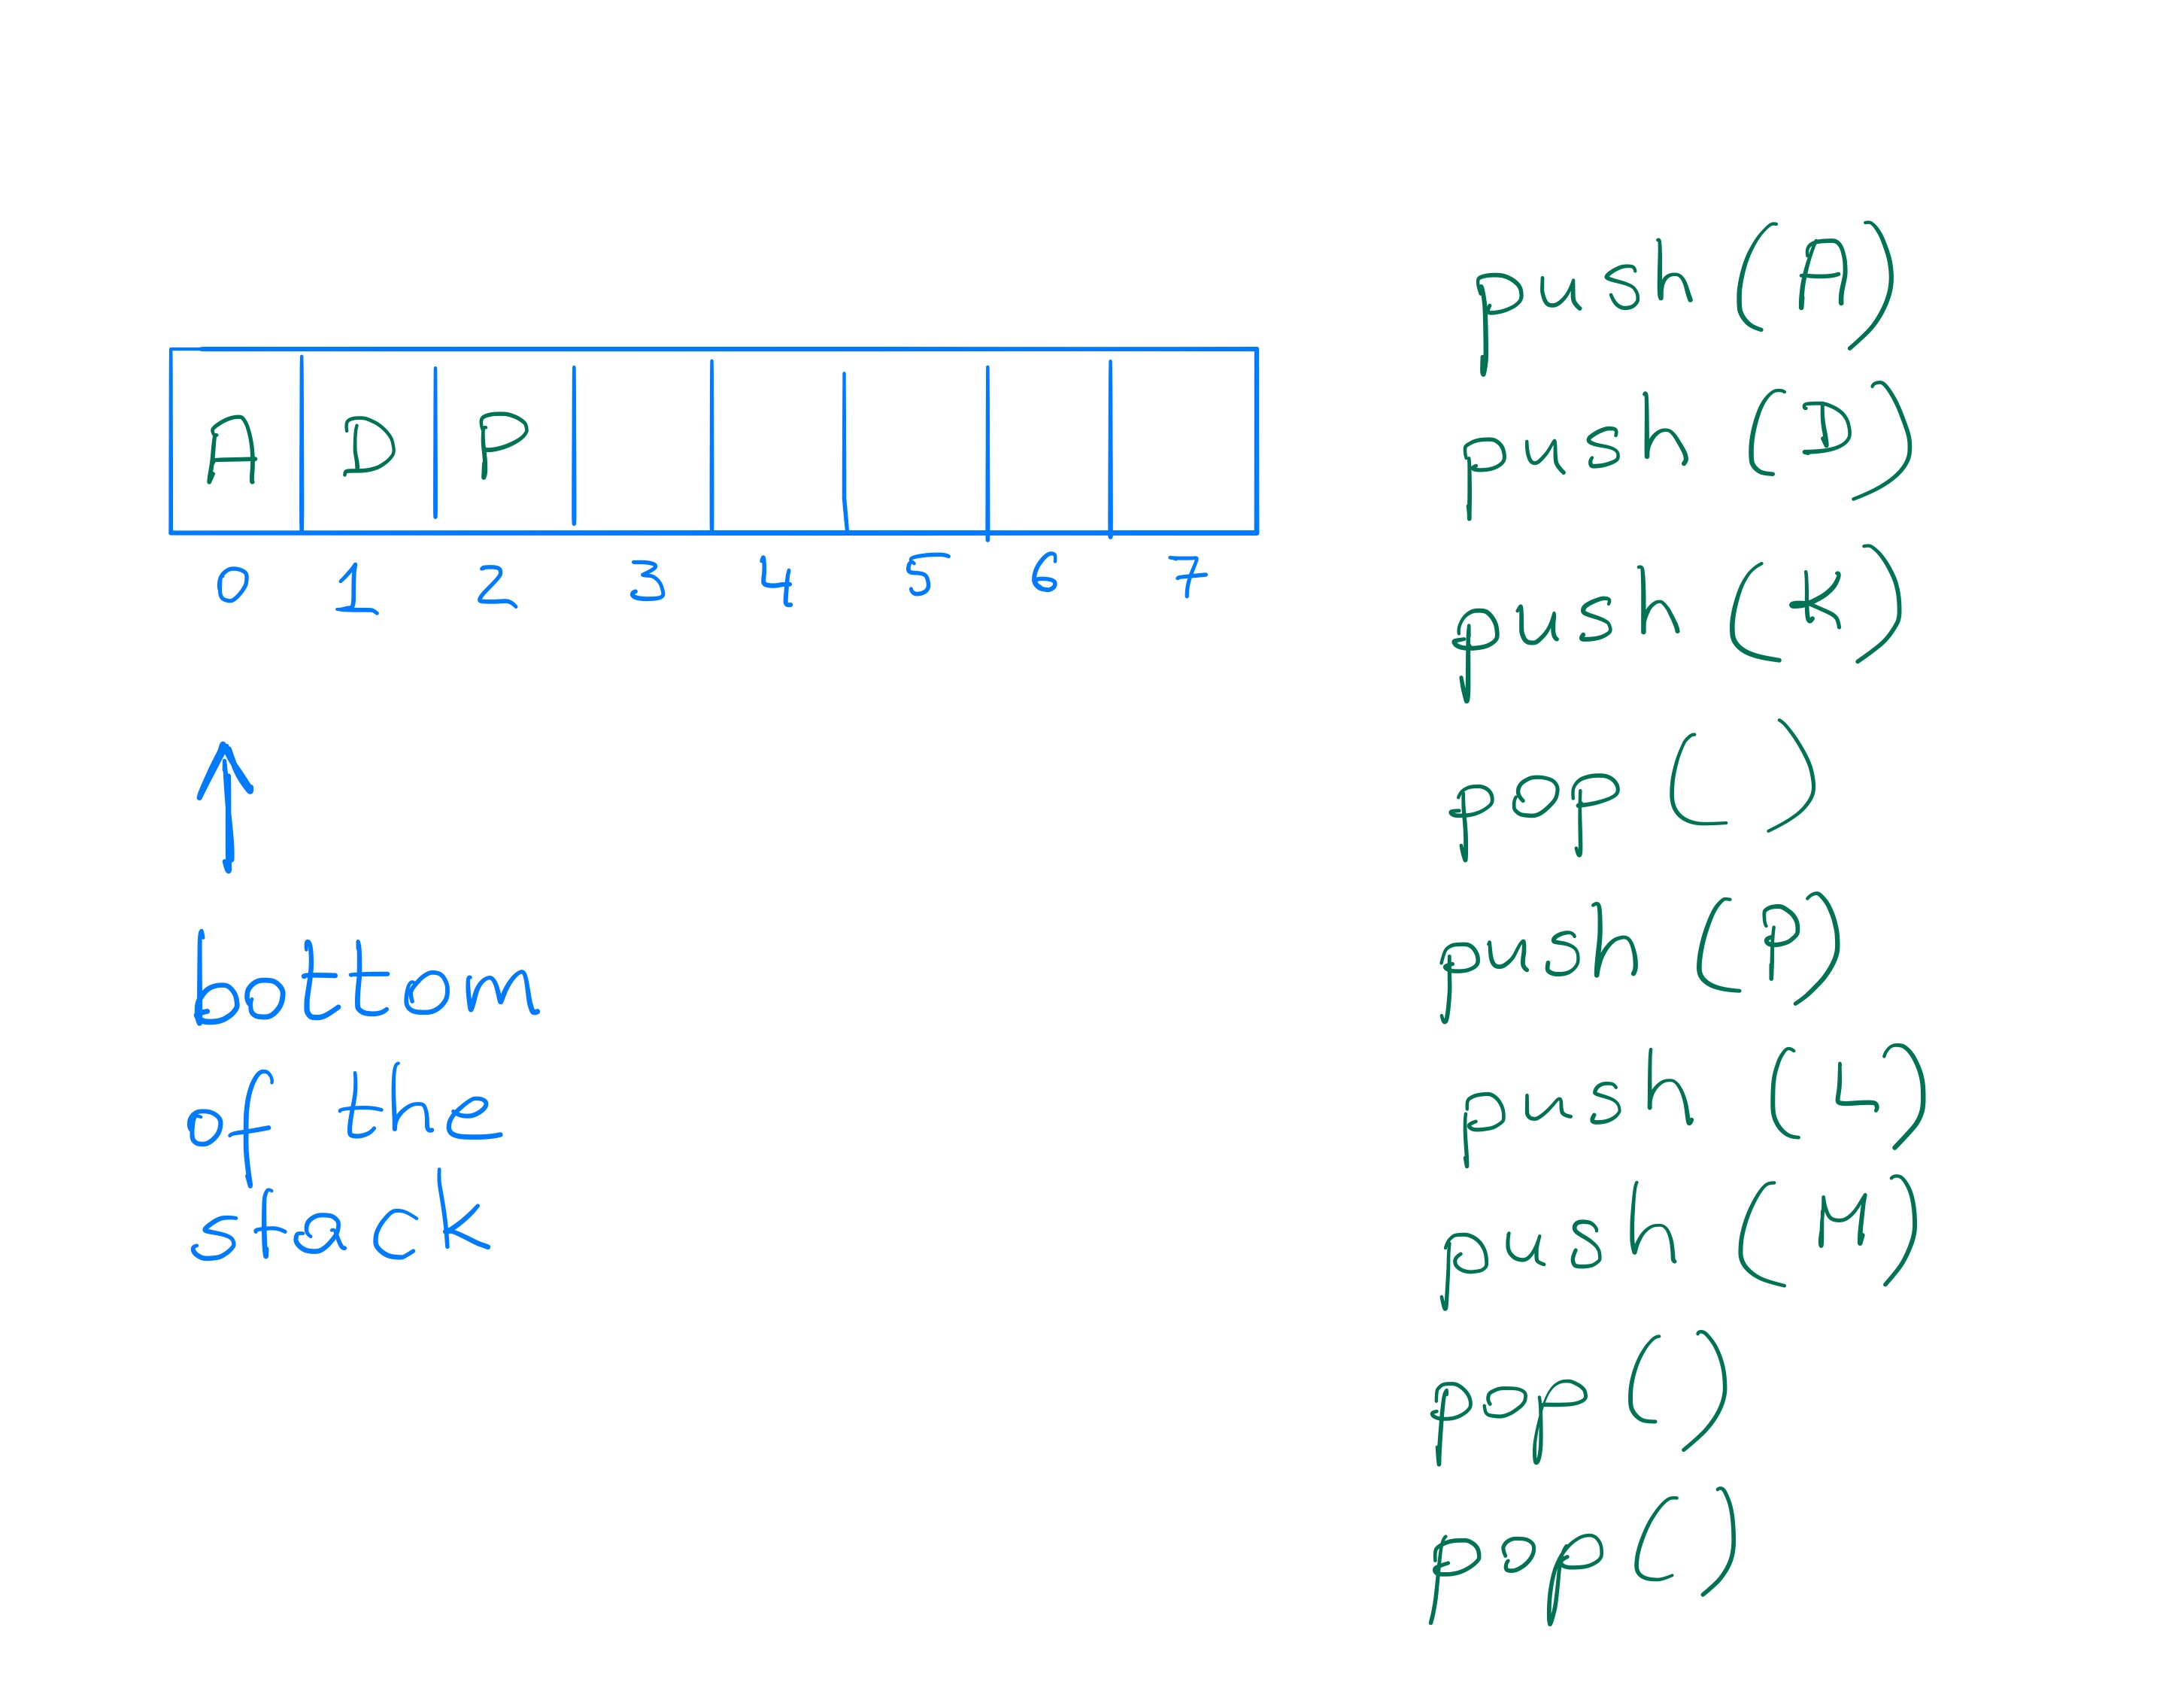 A D P
0 1 2 3 4 5 6 7
bottom
of the
stack
push (A)
push (D)
push (K)
pop ( )
push (P)
push (L)
push (M)
pop ( )
pop ( )